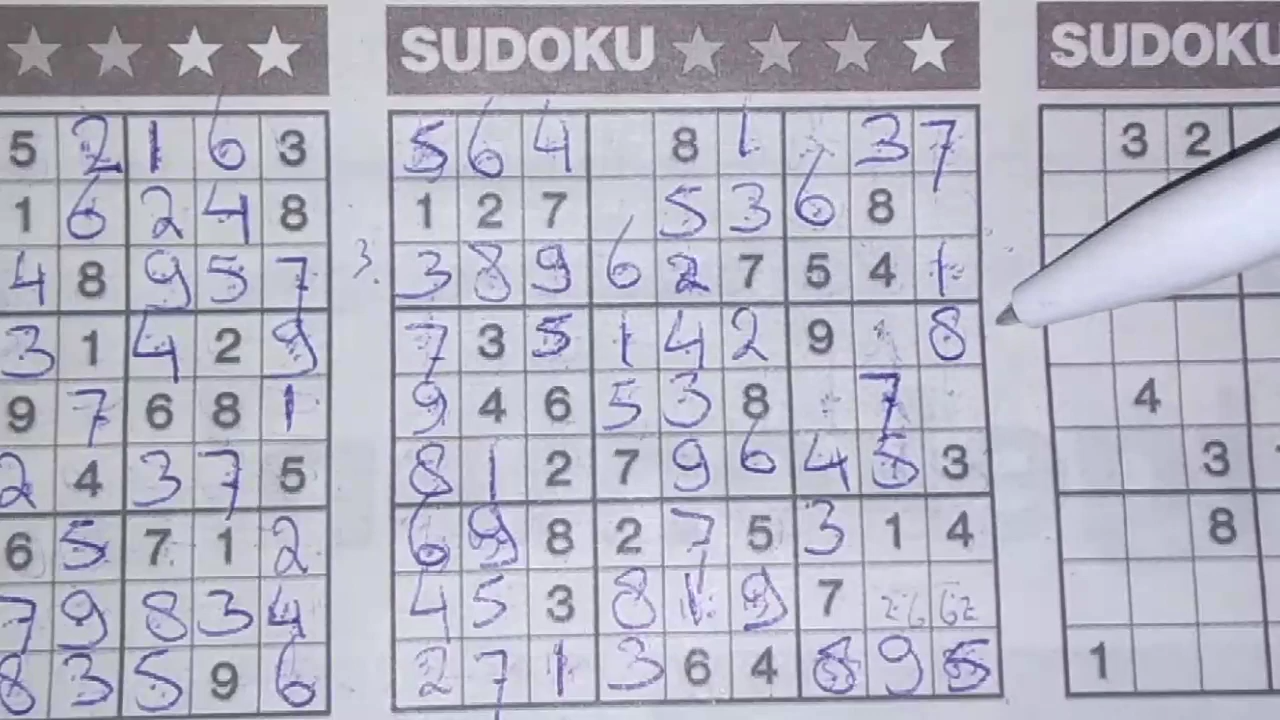 SUDOKU SUDOKU
5 2 1 6 3
1 6 2 4 8
4 8 9 5 7
3 1 4 2 9
9 7 6 8 1
2 4 3 7 5
6 5 7 1 2
7 9 8 3 4
8 3 5 9 6
3.
5 6 4 8 1 3 7
1 2 7 5 3 6 8
3 8 9 6 2 7 5 4 1
7 3 5 1 4 2 9 8
9 4 6 5 3 8 7
8 1 2 7 9 6 4 5 3
6 9 8 2 7 5 3 1 4
4 5 3 8 1 9 7 26 62
2 7 1 3 6 4 8 9 5
3 2
4
3
8
1